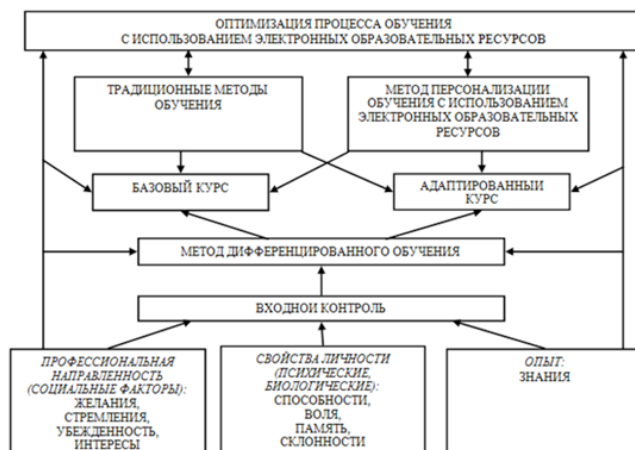 ОПТИМИЗАЦИЯ ПРОЦЕССА ОБУЧЕНИЯ
С ИСПОЛЬЗОВАНИЕМ ЭЛЕКТРОННЫХ ОБРАЗОВАТЕЛЬНЫХ РЕСУРСОВ
ТРАДИЦИОННЫЕ МЕТОДЫ
ОБУЧЕНИЯ
МЕТОД ПЕРСОНАЛИЗАЦИИ
ОБУЧЕНИЯ С ИСПОЛЬЗОВАНИЕМ
ЭЛЕКТРОННЫХ ОБРАЗОВАТЕЛЬНЫХ
РЕСУРСОВ
БАЗОВЫЙ КУРС
АДАПТИРОВАННЫЙ
КУРС
МЕТОД ДИФФЕРЕНЦИРОВАННОГО ОБУЧЕНИЯ
ВХОДНОЙ КОНТРОЛЬ
ПРОФЕССИОНАЛЬНАЯ
НАПРАВЛЕННОСТЬ
(СОЦИАЛЬНЫЕ ФАКТОРЫ):
ЖЕЛАНИЯ,
СТРЕМЛЕНИЯ,
УБЕЖДЕННОСТЬ,
ИНТЕРЕСЫ
СВОЙСТВА ЛИЧНОСТИ
(ПСИХИЧЕСКИЕ,
БИОЛОГИЧЕСКИЕ):
СПОСОБНОСТИ,
ВОЛЯ,
ПАМЯТЬ,
СКЛОННОСТИ
ОПЫТ:
ЗНАНИЯ